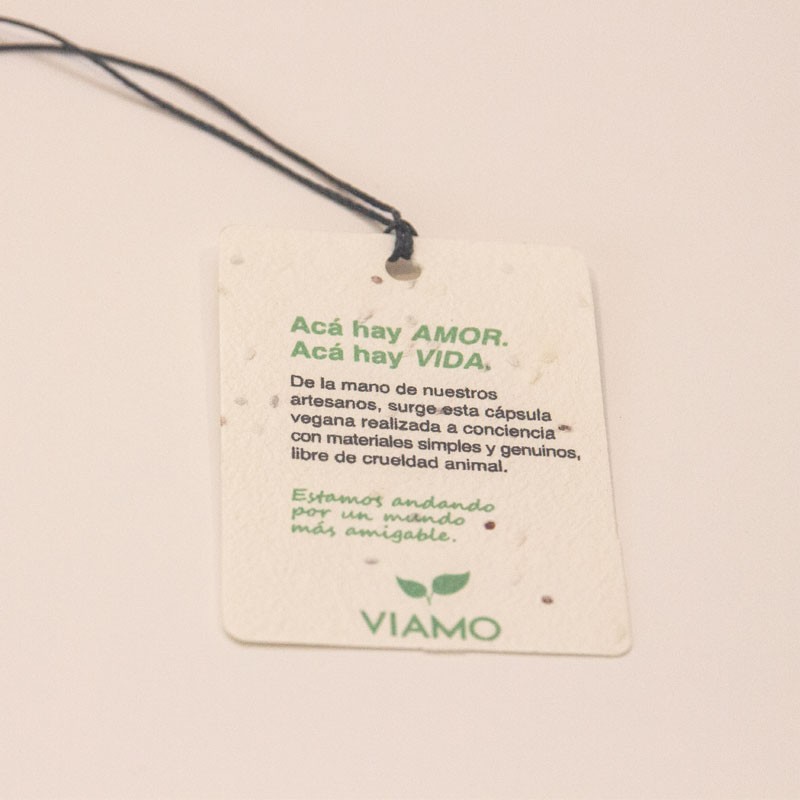 Acá hay AMOR.
Acá hay VIDA.
De la mano de nuestros
artesanos, surge esta cápsula
vegana realizada a conciencia
con materiales simples y genuinos,
libre de crueldad animal.
Estamos andando
por un mundo
más amigable.
VIAMO